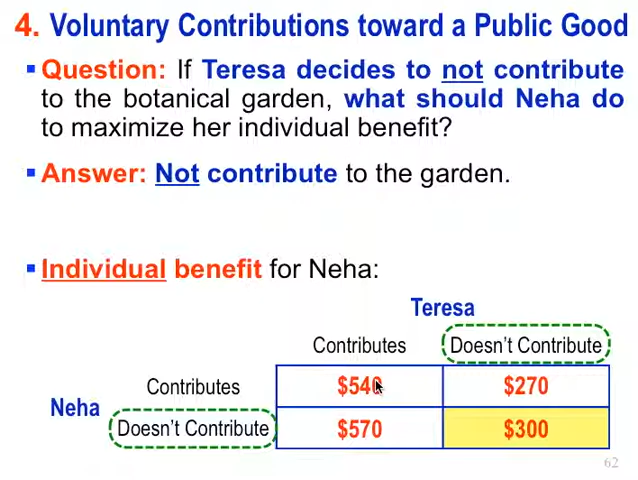 4. Voluntary Contributions toward a Public Good
▪ Question: If Teresa decides to not contribute
to the botanical garden, what should Neha do
to maximize her individual benefit?
▪ Answer: Not contribute to the garden.
▪ Individual benefit for Neha:
Teresa
Contributes Doesn't Contribute
Contributes $540 $270
Neha
Doesn't Contribute $570 $300
62